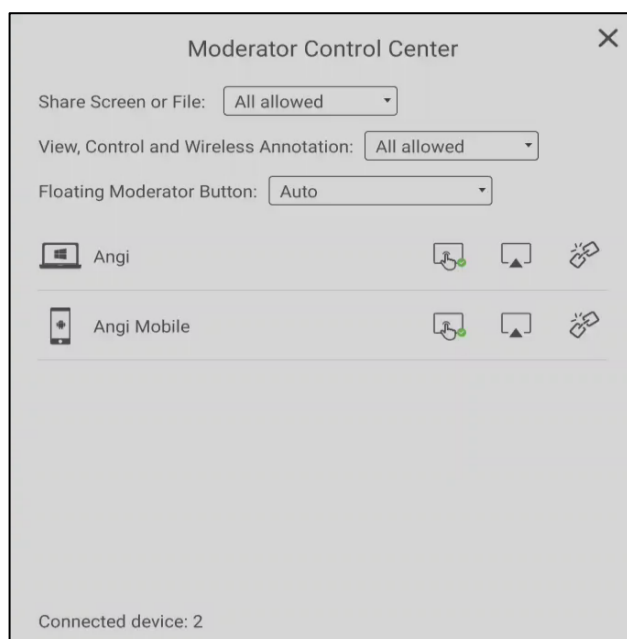 Moderator Control Center
Share Screen or File: All allowed
View, Control and Wireless Annotation: All allowed
Floating Moderator Button: Auto
Angi
Angi Mobile
Connected device: 2